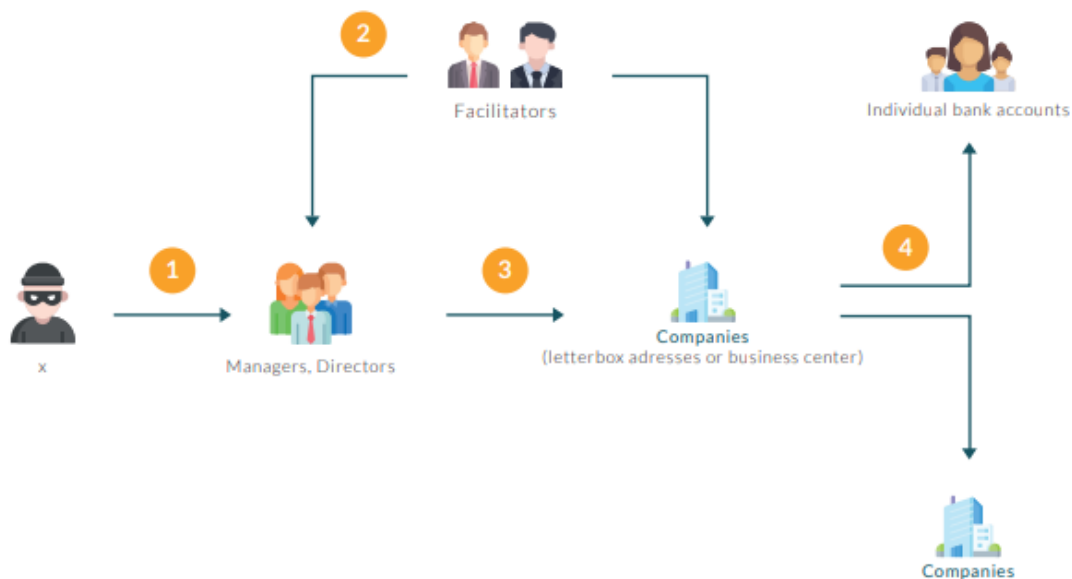 2
Facilitators
Individual bank accounts
1
3
4
x
Managers, Directors
Companies
(letterbox adresses or business center)
Companies